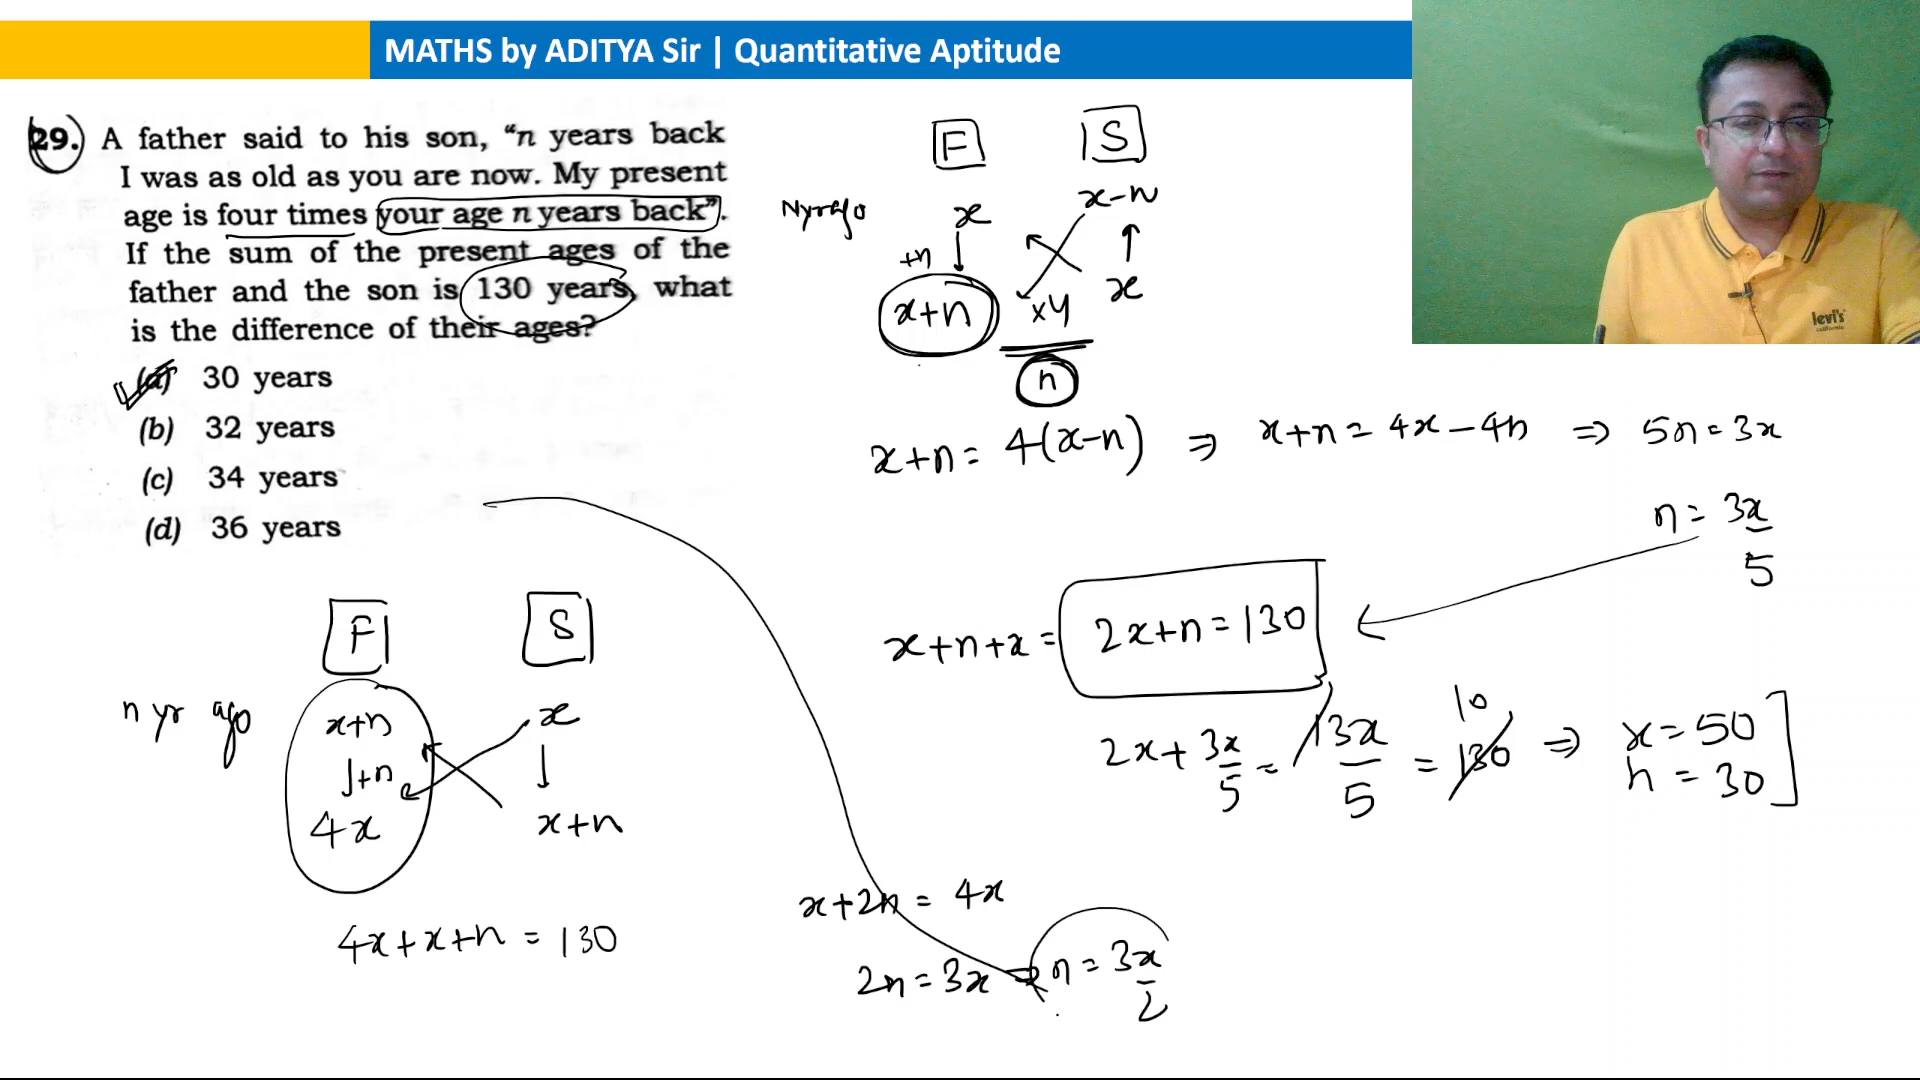 MATHS by ADITYA Sir | Quantitative Aptitude
29. A father said to his son, “n years back
I was as old as you are now. My present
age is four times your age n years back”.
If the sum of the present ages of the
father and the son is 130 years, what
is the difference of their ages?
(a) 30 years
(b) 32 years
(c) 34 years
(d) 36 years
F S
N yr ago x x-n
+n
x+n x4 x
n
x+n = 4(x-n) ⇒ x+n = 4x-4n ⇒ 5n = 3x
n = 3x/5
x+n+x = 2x+n = 130
2x + 3x/5 = 13x/5 = 130 10 ⇒ x = 50
n = 30
F S
n yr ago x+n x
+n
4x x+n
4x+x+n = 130
x+2n = 4x
2n = 3x ⇒ n = 3x/2
levi's